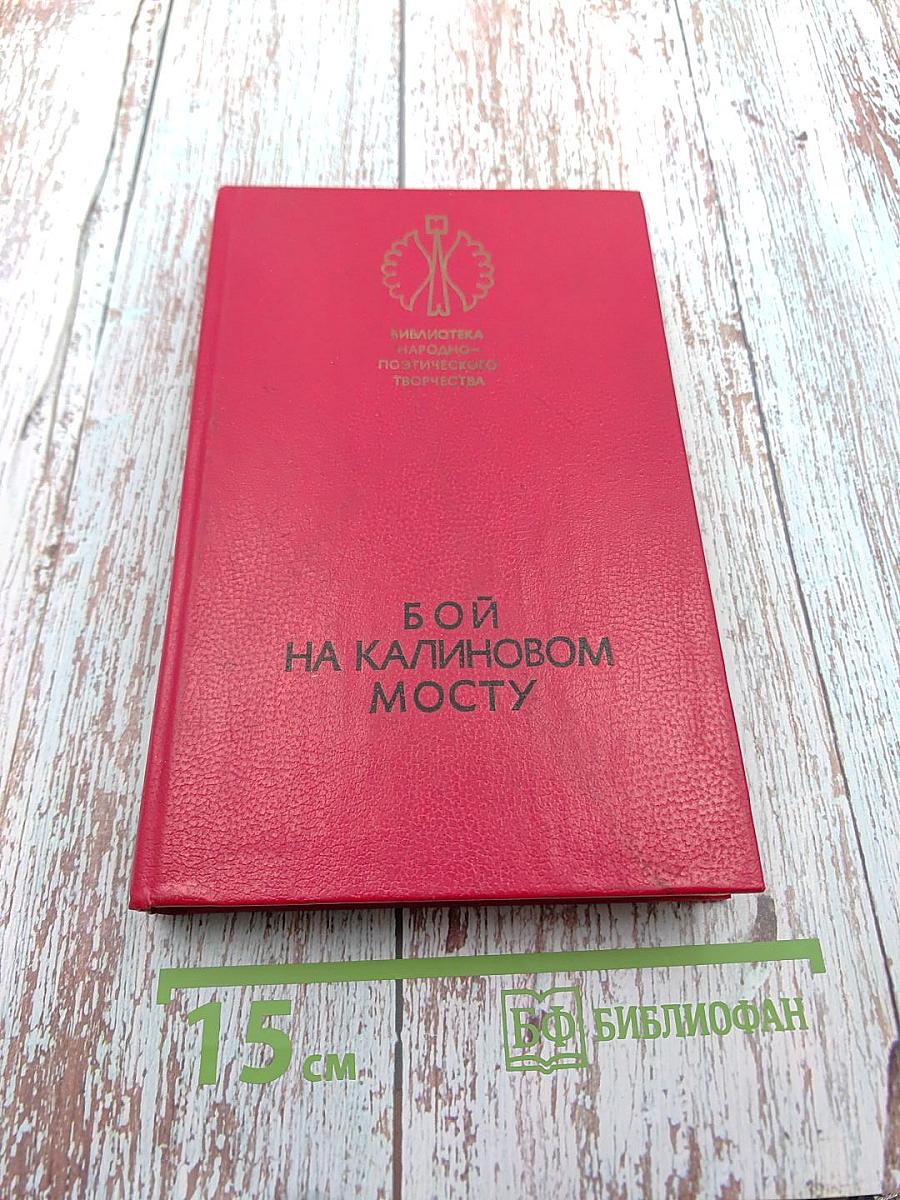 БИБЛИОТЕКА
НАРОДНО-
ПОЭТИЧЕСКОГО
ТВОРЧЕСТВА
БОЙ
НА КАЛИНОВОМ
МОСТУ
15 см
БФ БИБЛИОФАН